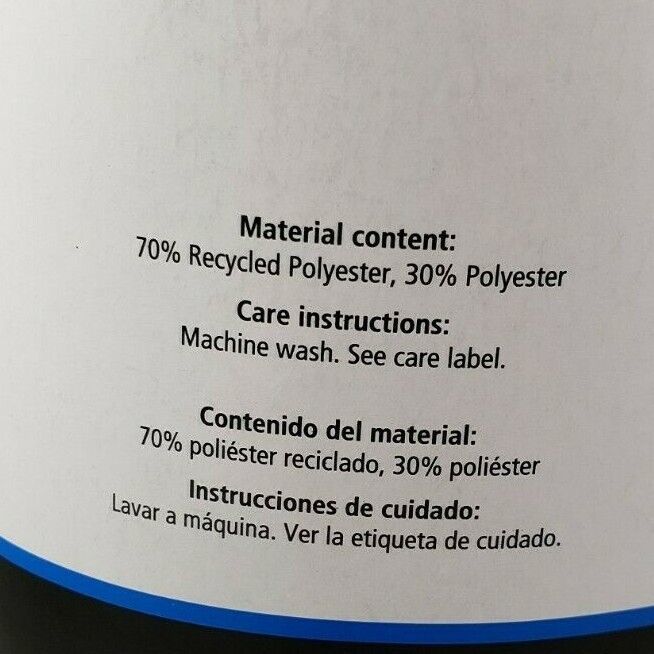 Material content:
70% Recycled Polyester, 30% Polyester
Care instructions:
Machine wash. See care label.
Contenido del material:
70% poliéster reciclado, 30% poliéster
Instrucciones de cuidado:
Lavar a máquina. Ver la etiqueta de cuidado.